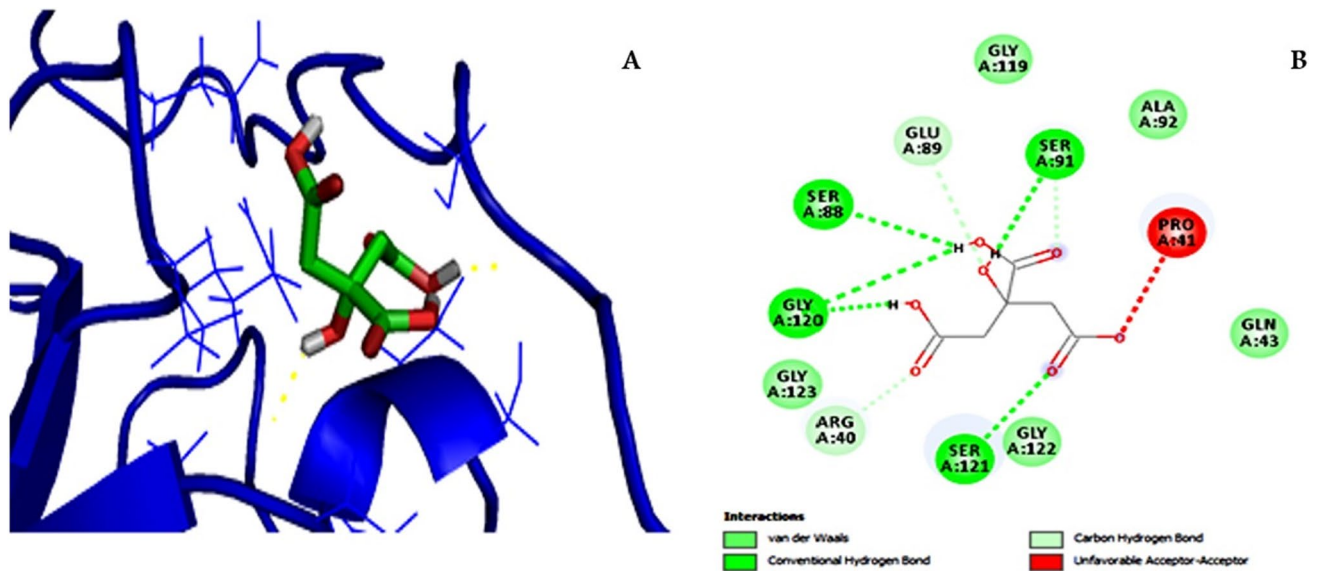 A
B
GLY
A:119
ALA
A:92
GLU
A:89
SER
A:91
SER
A:88
PRO
A:41
H O
H
O
O
GLY
A:120
H O
GLN
A:43
O
GLY
A:123
O
O
ARG
A:40
SER
A:121
GLY
A:122
Interactions
van der Waals
Conventional Hydrogen Bond
Carbon Hydrogen Bond
Unfavorable Acceptor-Acceptor